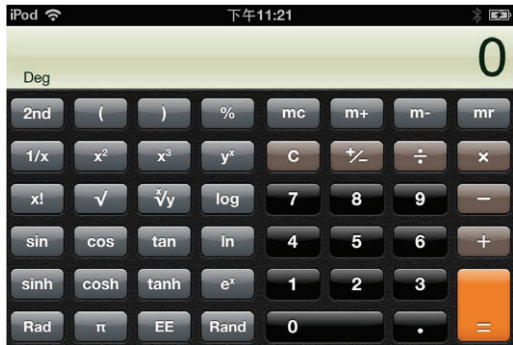 iPod 下午11:21
0
Deg
2nd ( ) % mc m+ m- mr
1/x x² x³ yˣ C +/− ÷ ×
x! √ ˣ√y log 7 8 9 −
sin cos tan ln 4 5 6 +
sinh cosh tanh eˣ 1 2 3
Rad π EE Rand 0 . =